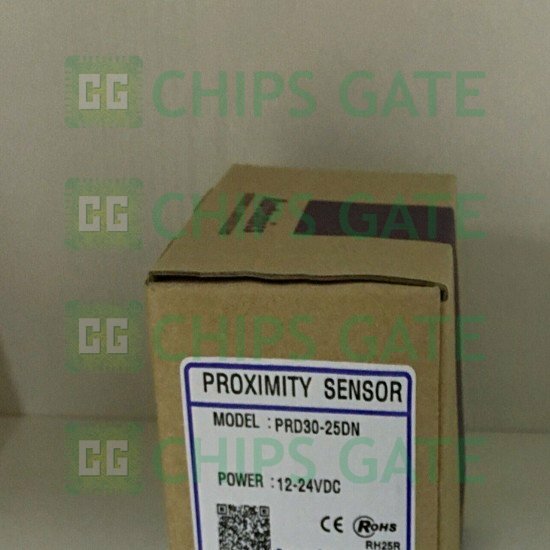 CG CHIPS GATE
CG CHIPS GATE
CG CHIPS GATE
PROXIMITY SENSOR
MODEL : PRD30-25DN
CG CHIPS GATE
POWER : 12-24VDC
CE RoHS
RH25R